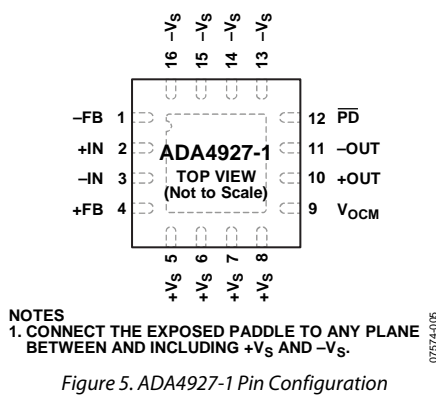 16 –VS
15 –VS
14 –VS
13 –VS
–FB 1
+IN 2
–IN 3
+FB 4
ADA4927-1
TOP VIEW
(Not to Scale)
12 PD
11 –OUT
10 +OUT
9 VOCM
+VS 5
+VS 6
+VS 7
+VS 8
NOTES
1. CONNECT THE EXPOSED PADDLE TO ANY PLANE
BETWEEN AND INCLUDING +VS AND –VS.
07574-005
Figure 5. ADA4927-1 Pin Configuration